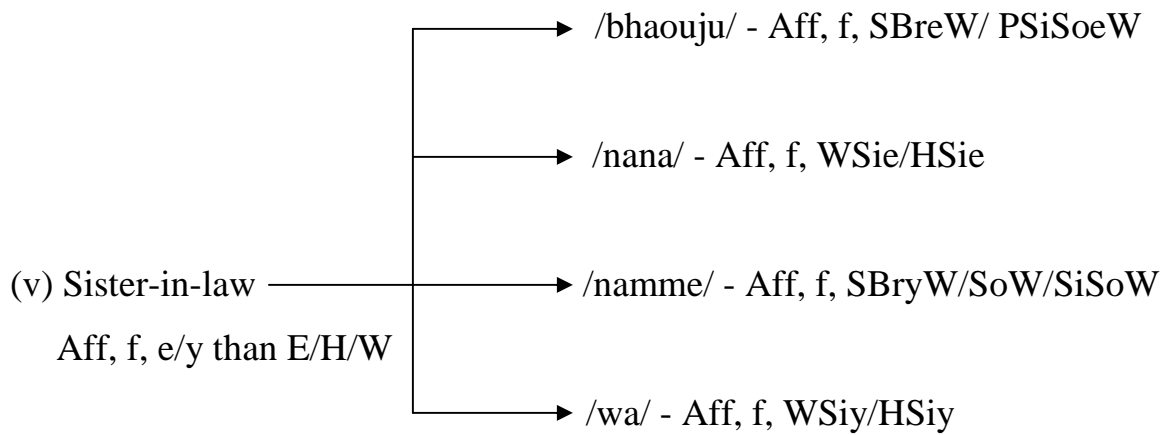 /bhaouju/ - Aff, f, SBreW/ PSiSoeW
/nana/ - Aff, f, WSie/HSie
(v) Sister-in-law
/namme/ - Aff, f, SBryW/SoW/SiSoW
Aff, f, e/y than E/H/W
/wa/ - Aff, f, WSiy/HSiy